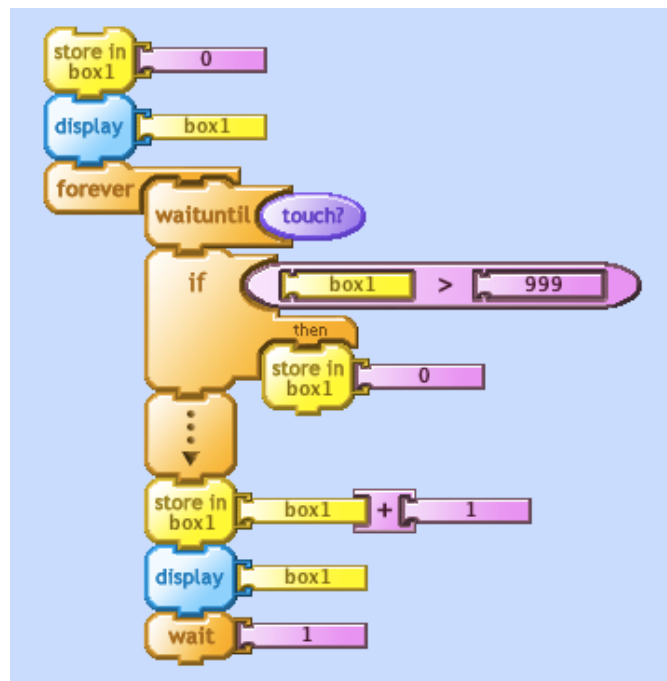 store in
box1 0
display box1
forever
waituntil touch?
if box1 > 999
then
store in
box1 0
store in
box1 box1 + 1
display box1
wait 1